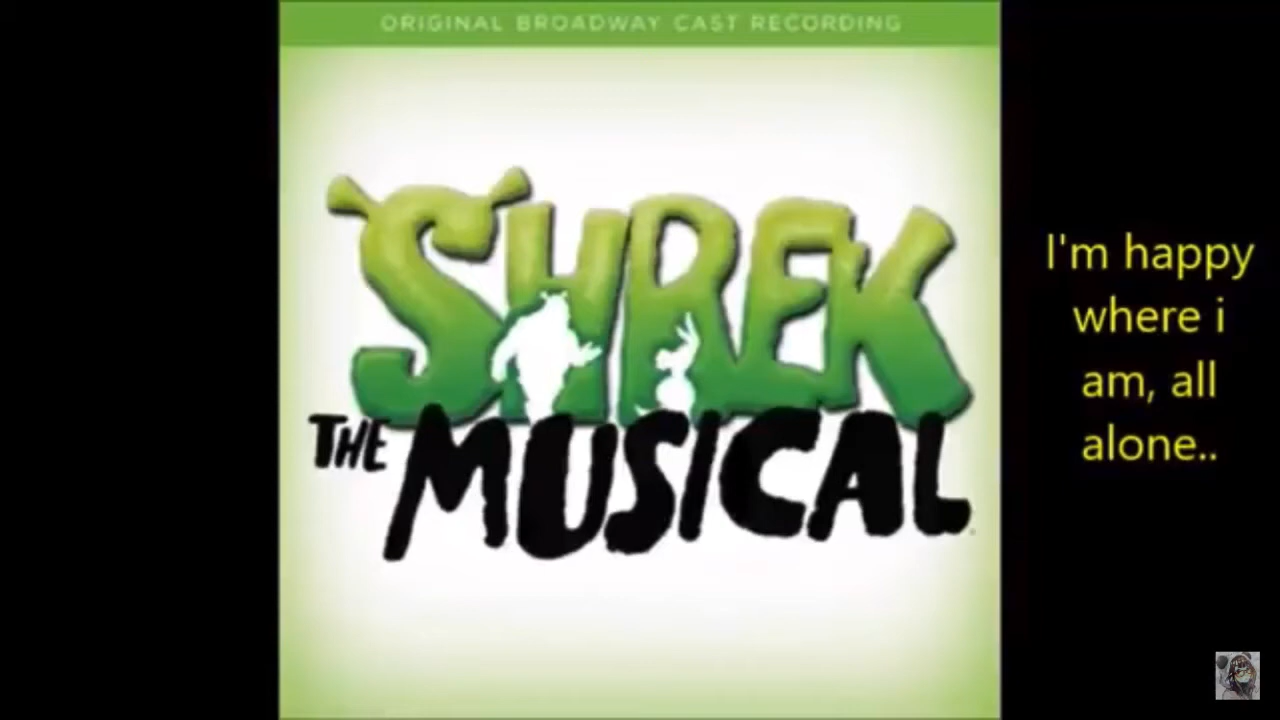 ORIGINAL BROADWAY CAST RECORDING
SHREK
THE MUSICAL
I'm happy
where i
am, all
alone..